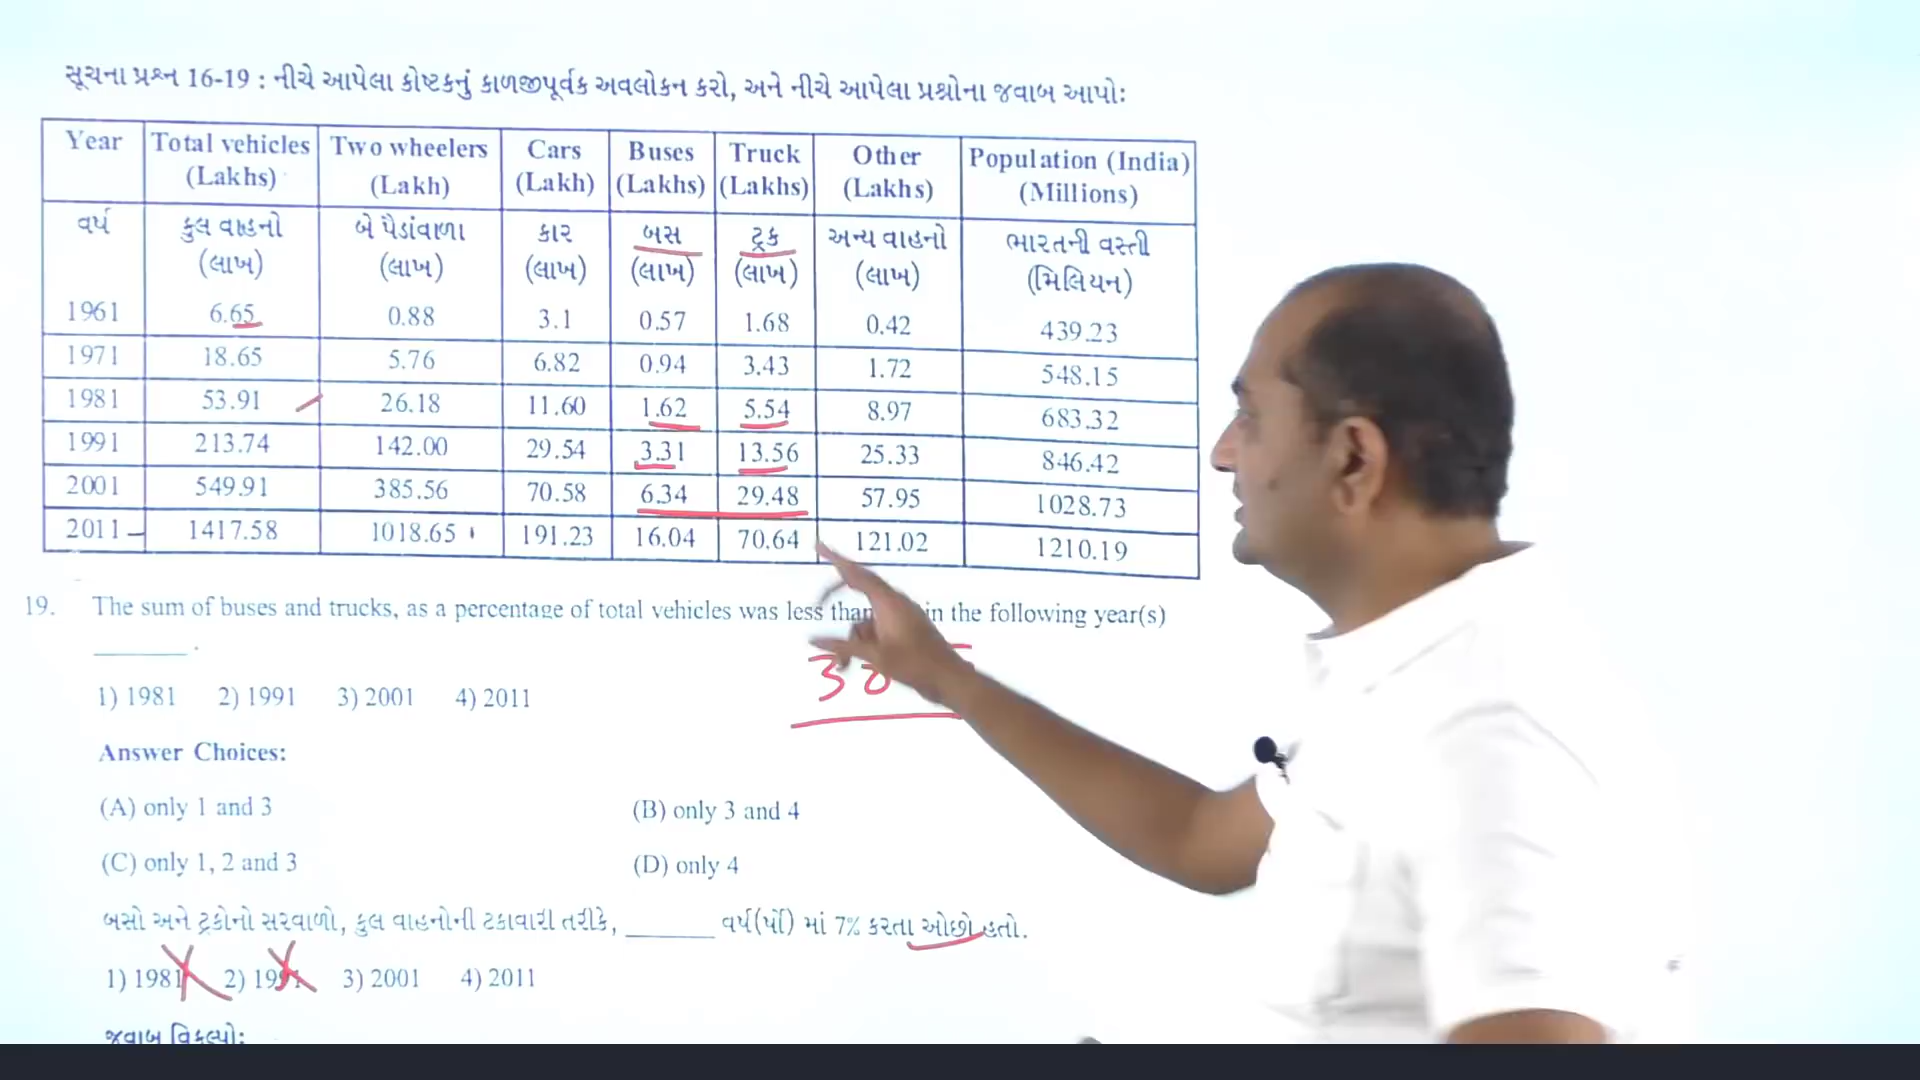 સૂચના પ્રશ્ન 16-19 : નીચે આપેલા કોષ્ટકનું કાળજીપૂર્વક અવલોકન કરો, અને નીચે આપેલા પ્રશ્નોના જવાબ આપો:
Year Total vehicles (Lakhs) Two wheelers (Lakh) Cars (Lakh) Buses (Lakhs) Truck (Lakhs) Other (Lakhs) Population (India) (Millions)
વર્ષ કુલ વાહનો (લાખ) બે પૈડાંવાળા (લાખ) કાર (લાખ) બસ (લાખ) ટ્રક (લાખ) અન્ય વાહનો (લાખ) ભારતની વસ્તી (મિલિયન)
1961 6.65 0.88 3.1 0.57 1.68 0.42 439.23
1971 18.65 5.76 6.82 0.94 3.43 1.72 548.15
1981 53.91 26.18 11.60 1.62 5.54 8.97 683.32
1991 213.74 142.00 29.54 3.31 13.56 25.33 846.42
2001 549.91 385.56 70.58 6.34 29.48 57.95 1028.73
2011 1417.58 1018.65 191.23 16.04 70.64 121.02 1210.19
19. The sum of buses and trucks, as a percentage of total vehicles was less than in the following year(s)
______ .
1) 1981 2) 1991 3) 2001 4) 2011
Answer Choices:
(A) only 1 and 3 (B) only 3 and 4
(C) only 1, 2 and 3 (D) only 4
બસો અને ટ્રકોનો સરવાળો, કુલ વાહનોની ટકાવારી તરીકે, ______ વર્ષ(ર્ષો) માં 7% કરતા ઓછો હતો.
1) 1981 2) 1991 3) 2001 4) 2011
જવાબ વિકલ્પો: